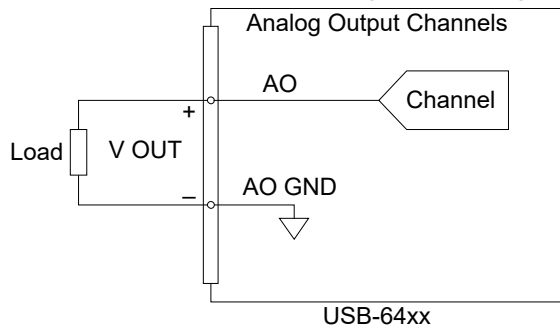 Analog Output Channels
AO
Channel
+
Load
V OUT
–
AO GND
USB-64xx